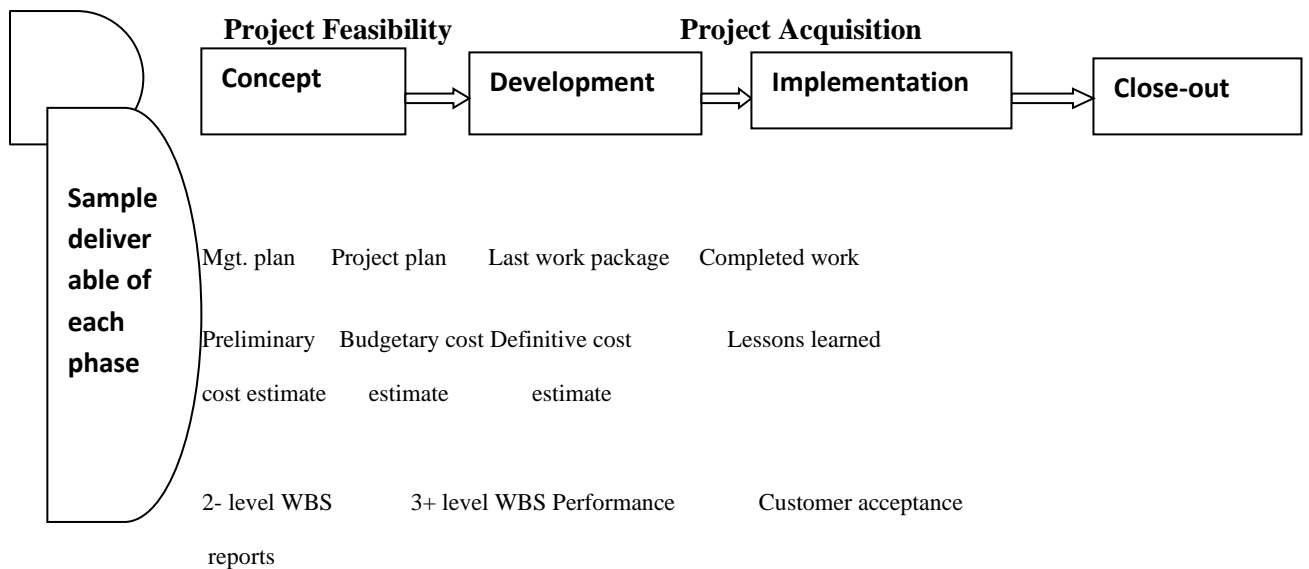 Project Feasibility Project Acquisition
Concept Development Implementation Close-out
Sample
deliver
able of
each
phase
Mgt. plan Project plan Last work package Completed work
Preliminary Budgetary cost Definitive cost Lessons learned
cost estimate estimate estimate
2- level WBS 3+ level WBS Performance Customer acceptance
reports